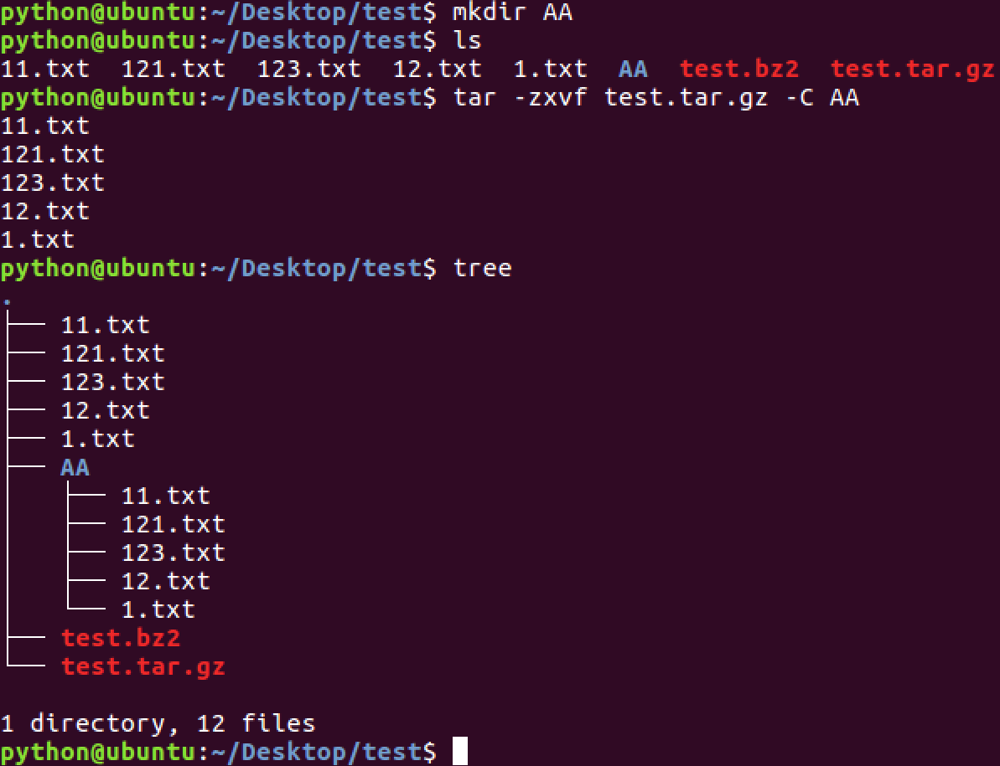 python@ubuntu:~/Desktop/test$ mkdir AA
python@ubuntu:~/Desktop/test$ ls
11.txt  121.txt  123.txt  12.txt  1.txt  AA  test.bz2  test.tar.gz
python@ubuntu:~/Desktop/test$ tar -zxvf test.tar.gz -C AA
11.txt
121.txt
123.txt
12.txt
1.txt
python@ubuntu:~/Desktop/test$ tree
.
├── 11.txt
├── 121.txt
├── 123.txt
├── 12.txt
├── 1.txt
├── AA
│   ├── 11.txt
│   ├── 121.txt
│   ├── 123.txt
│   ├── 12.txt
│   └── 1.txt
├── test.bz2
└── test.tar.gz
1 directory, 12 files
python@ubuntu:~/Desktop/test$